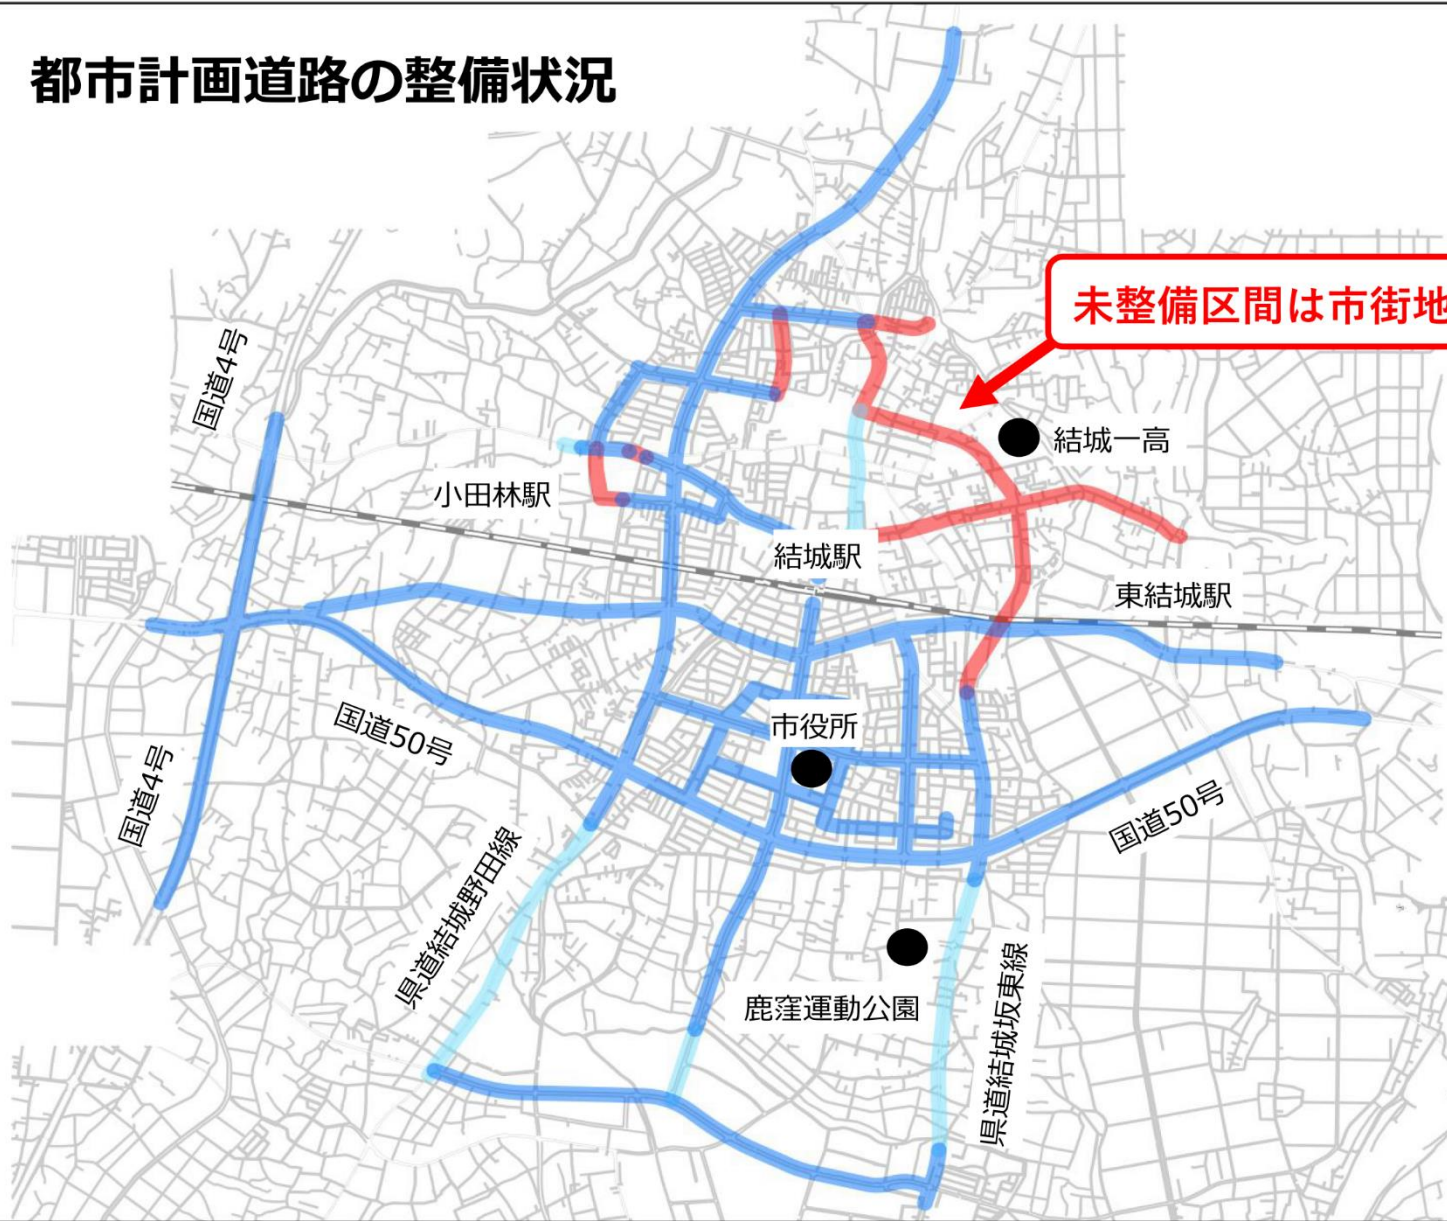 都市計画道路の整備状況
未整備区間は市街地
国道4号
結城一高
小田林駅
結城駅
東結城駅
国道50号
市役所
国道4号
国道50号
県道結城野田線
県道結城坂東線
鹿窪運動公園